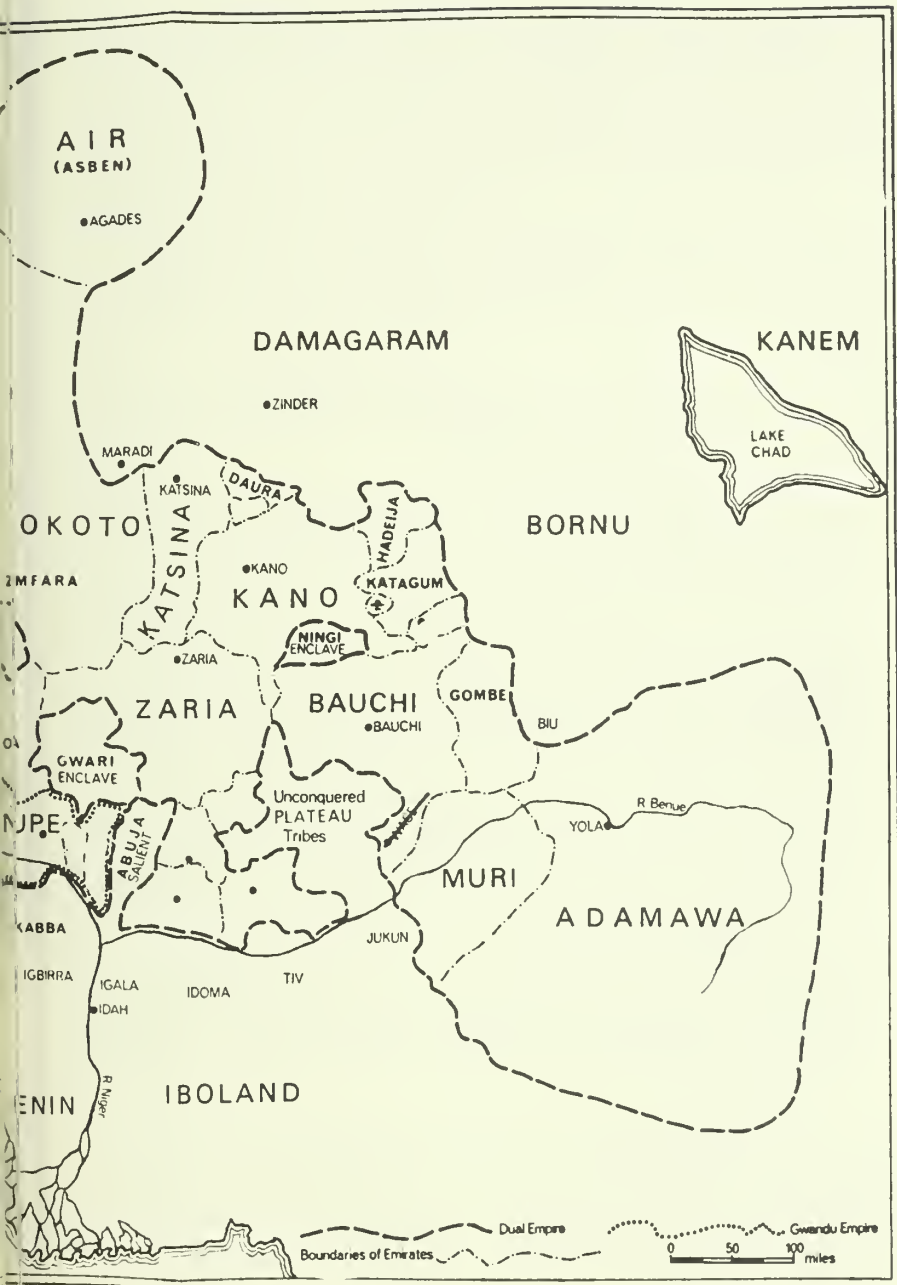 AIR
(ASBEN)
AGADES
DAMAGARAM
KANEM
ZINDER
LAKE
CHAD
MARADI
KATSINA
DAURA
OKOTO
KATSINA
HADEIJA
BORNU
MFARA
KANO
KATAGUM
KANO
NINGI
ENCLAVE
ZARIA
ZARIA
BAUCHI
GOMBE
BAUCHI
BIU
GWARI
ENCLAVE
Unconquered
PLATEAU
Tribes
R Benue
YOLA
NUPE
ABUJA
SALIENT
MURI
ADAMAWA
KABBA
JUKUN
IGBIRRA
IGALA
IDOMA
TIV
IDAH
R Niger
ENIN
IBOLAND
Dual Empire
Gwandu Empire
Boundaries of Emirates
0 50 100
miles